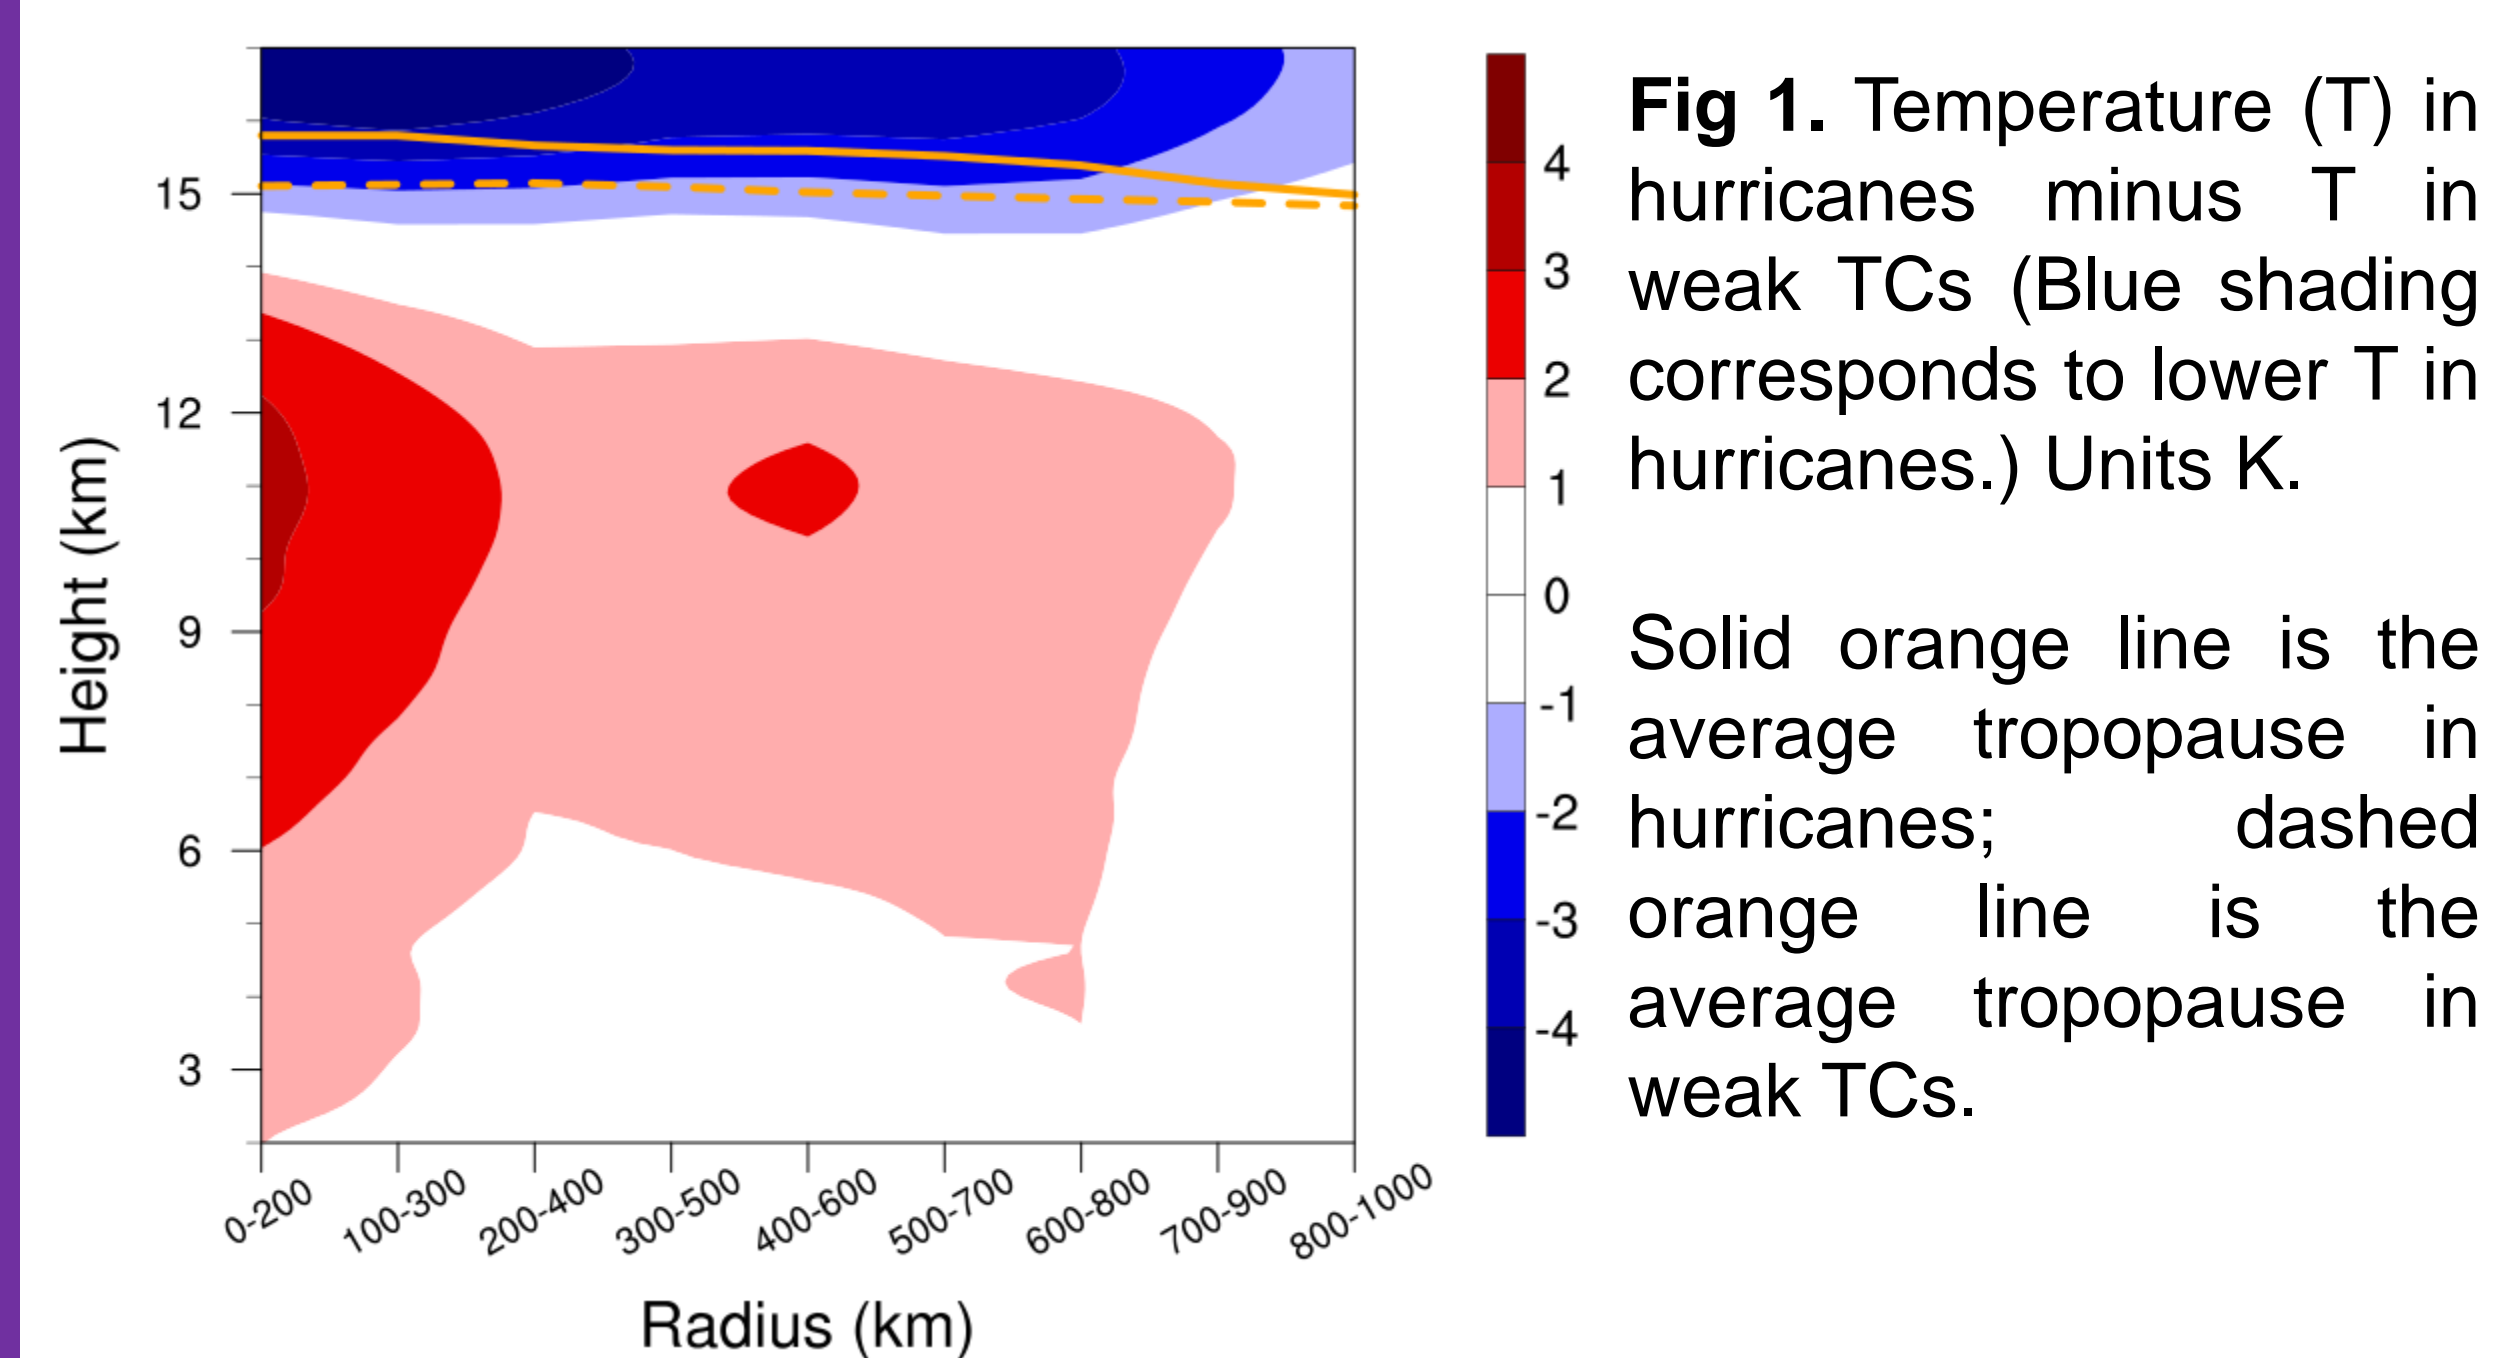 15
12
9
6
3
Height (km)
0-200
100-300
200-400
300-500
400-600
500-700
600-800
700-900
800-1000
Radius (km)
4
3
2
1
0
-1
-2
-3
-4
Fig 1. Temperature (T) in
hurricanes minus T in
weak TCs (Blue shading
corresponds to lower T in
hurricanes.) Units K.
Solid orange line is the
average tropopause in
hurricanes; dashed
orange line is the
average tropopause in
weak TCs.